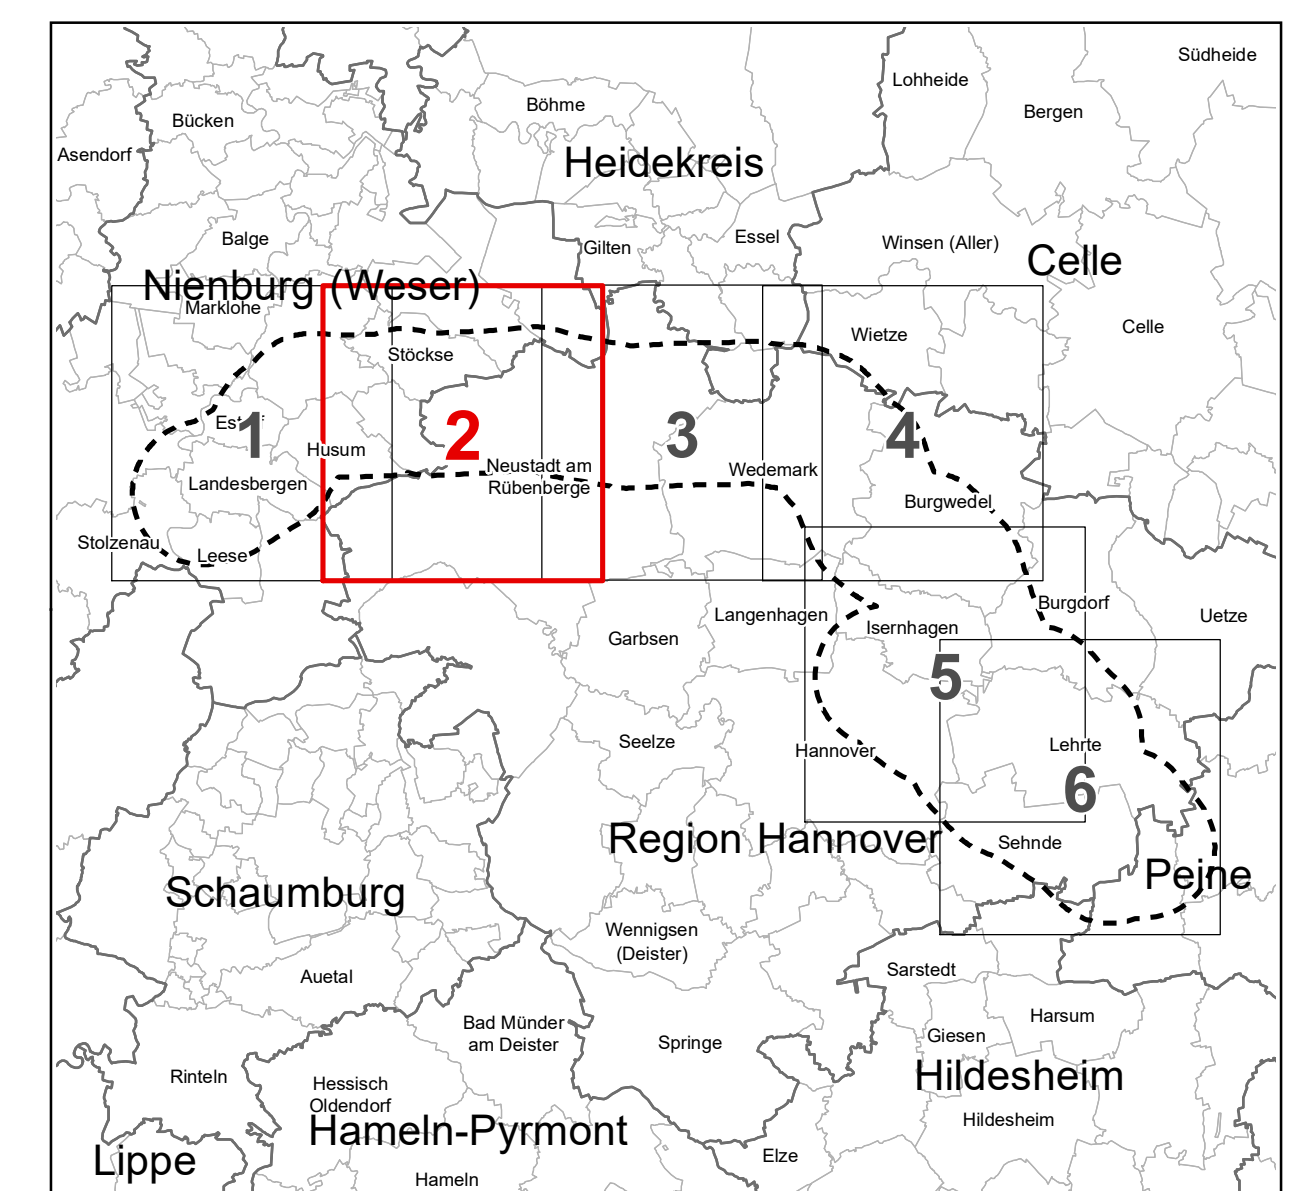 Südheide
Lohheide
Böhme
Bergen
Bücken
Asendorf
Heidekreis
Balge
Gilten
Essel
Winsen (Aller)
Celle
Nienburg (Weser)
Marklohe
Celle
Wietze
Stöckse
1
2
3
4
Husum
Neustadt am
Rübenberge
Wedemark
Landesbergen
Burgwedel
Stolzenau
Leese
Burgdorf
Langenhagen
Uetze
Isernhagen
Garbsen
5
Seelze
Hannover
Lehrte
6
Region Hannover
Sehnde
Peine
Schaumburg
Wennigsen
(Deister)
Auetal
Sarstedt
Bad Münder
am Deister
Harsum
Giesen
Springe
Rinteln
Hessisch
Oldendorf
Hildesheim
Hildesheim
Hameln-Pyrmont
Lippe
Elze
Hameln